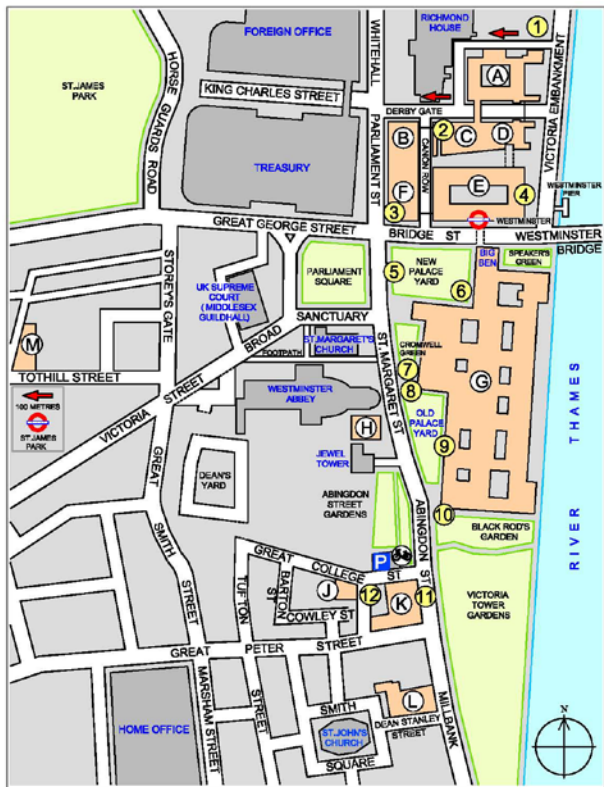 FOREIGN OFFICE
WHITEHALL
RICHMOND
HOUSE
1
ST.JAMES
PARK
HORSE GUARDS ROAD
KING CHARLES STREET
A
DERBY GATE
VICTORIA EMBANKMENT
PARLIAMENT ST
B
CANON ROW
2
C
D
TREASURY
F
E
4
WESTMINSTER
PIER
3
WESTMINSTER
GREAT GEORGE STREET
BRIDGE ST
WESTMINSTER
BRIDGE
STOREY'S GATE
UK SUPREME
COURT
(MIDDLESEX
GUILDHALL)
PARLIAMENT
SQUARE
5
NEW
PALACE
YARD
6
BIG
BEN
SPEAKER'S
GREEN
BROAD
SANCTUARY
M
FOOTPATH
ST.MARGARET'S
CHURCH
ST.MARGARET ST
CROMWELL
GREEN
7
8
G
TOTHILL STREET
100 METRES
ST.JAMES
PARK
VICTORIA STREET
WESTMINSTER
ABBEY
H
OLD
PALACE
YARD
9
RIVER THAMES
GREAT SMITH STREET
DEAN'S
YARD
JEWEL
TOWER
ABINGDON
STREET
GARDENS
ABINGDON ST
10
BLACK ROD'S
GARDEN
GREAT COLLEGE ST
P
TUFTON STREET
BARTON ST
J
12
K
11
COWLEY ST
VICTORIA
TOWER
GARDENS
GREAT PETER STREET
MARSHAM STREET
HOME OFFICE
SMITH
SQUARE
ST.JOHN'S
CHURCH
L
DEAN STANLEY
STREET
MILLBANK
N